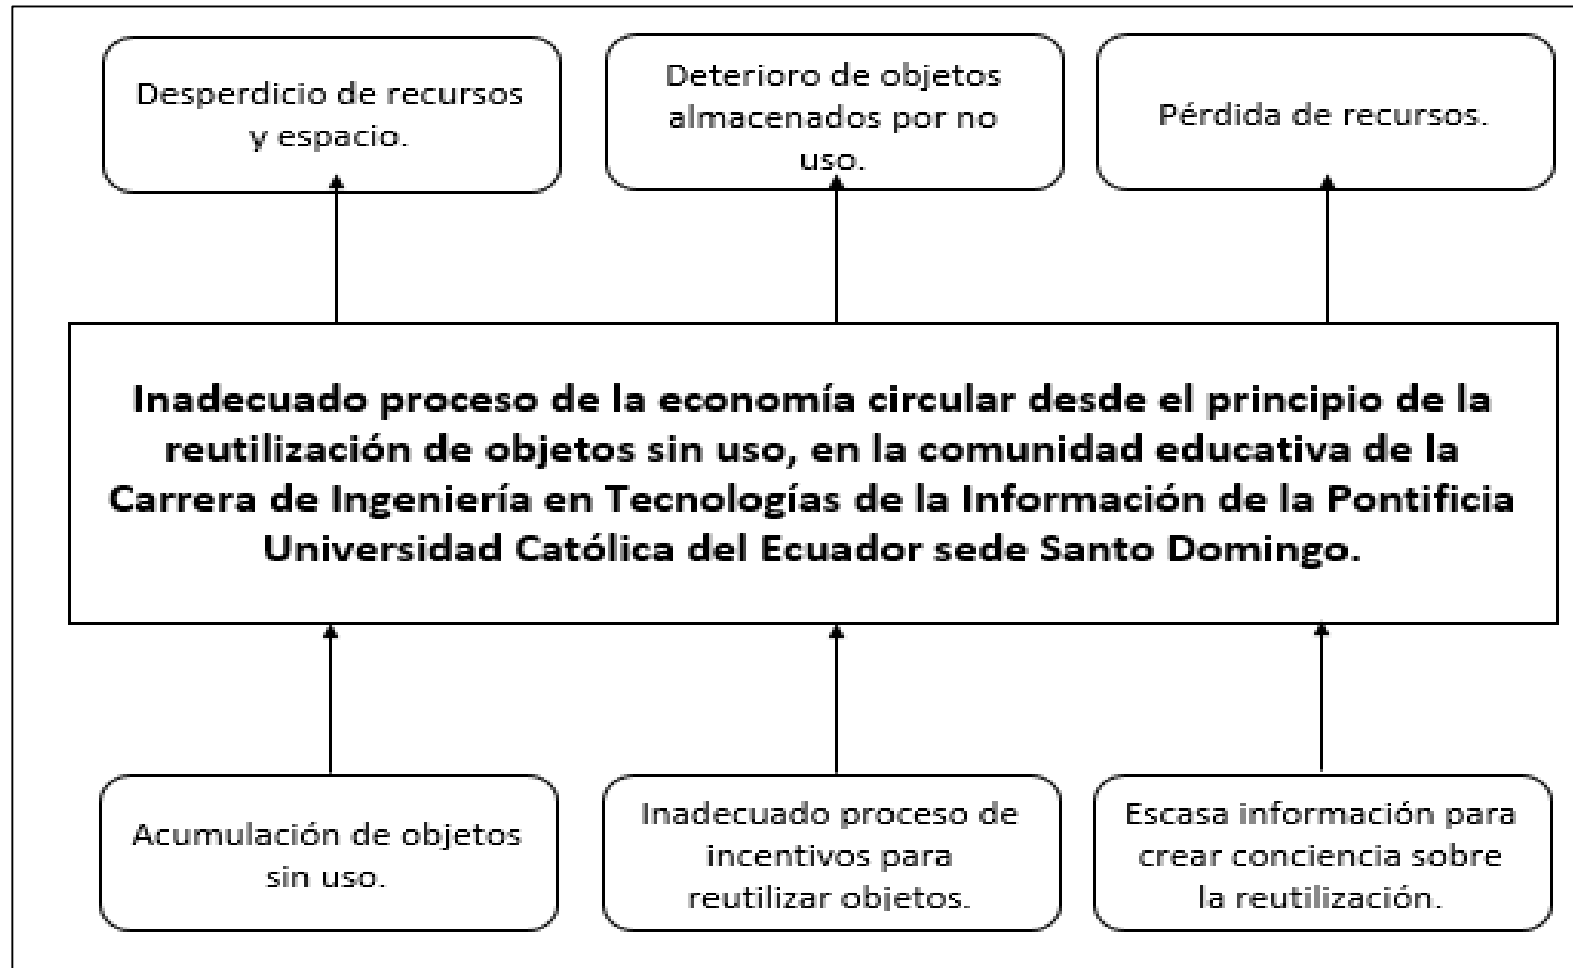 Desperdicio de recursos
y espacio.
Deterioro de objetos
almacenados por no
uso.
Pérdida de recursos.
Inadecuado proceso de la economía circular desde el principio de la
reutilización de objetos sin uso, en la comunidad educativa de la
Carrera de Ingeniería en Tecnologías de la Información de la Pontificia
Universidad Católica del Ecuador sede Santo Domingo.
Acumulación de objetos
sin uso.
Inadecuado proceso de
incentivos para
reutilizar objetos.
Escasa información para
crear conciencia sobre
la reutilización.